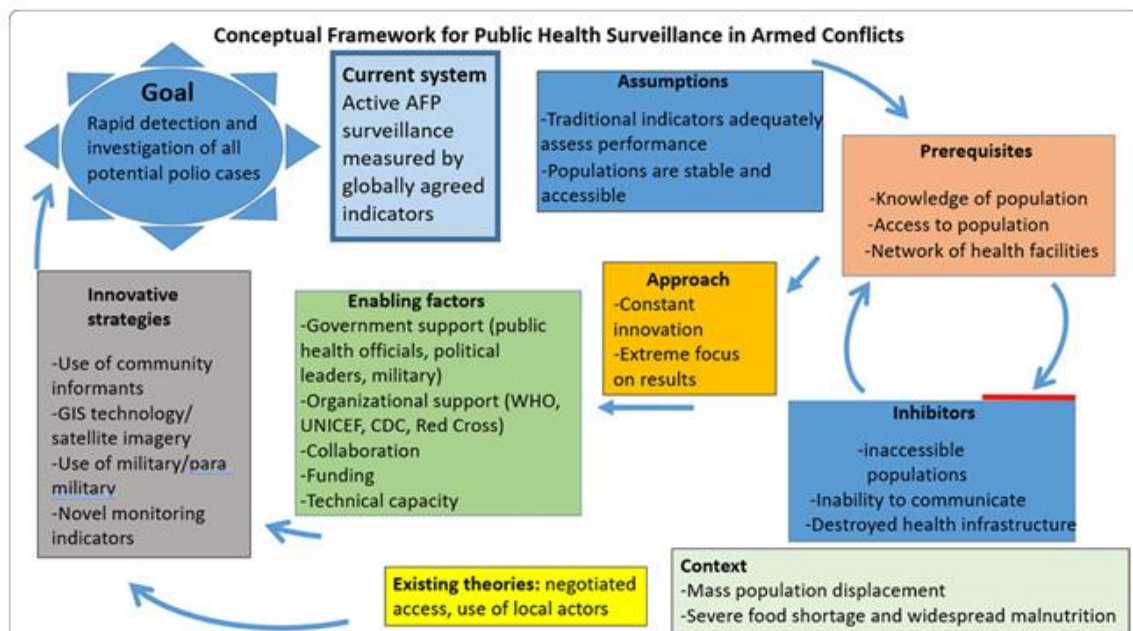 Conceptual Framework for Public Health Surveillance in Armed Conflicts
Goal
Rapid detection and
investigation of all
potential polio cases
Current system
Active AFP
surveillance
measured by
globally agreed
indicators
Assumptions
-Traditional indicators adequately
assess performance
-Populations are stable and
accessible
Prerequisites
-Knowledge of population
-Access to population
-Network of health facilities
Innovative
strategies
-Use of community
informants
-GIS technology/
satellite imagery
-Use of military/para
military
-Novel monitoring
indicators
Enabling factors
-Government support (public
health officials, political
leaders, military)
-Organizational support (WHO,
UNICEF, CDC, Red Cross)
-Collaboration
-Funding
-Technical capacity
Approach
-Constant
innovation
-Extreme focus
on results
Inhibitors
-inaccessible
populations
-Inability to communicate
-Destroyed health infrastructure
Existing theories: negotiated
access, use of local actors
Context
-Mass population displacement
-Severe food shortage and widespread malnutrition